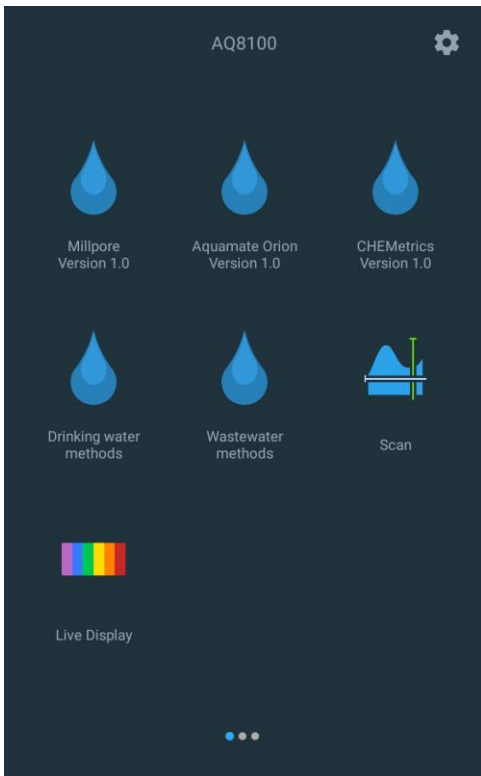 AQ8100
Millpore
Version 1.0
Aquamate Orion
Version 1.0
CHEMetrics
Version 1.0
Drinking water
methods
Wastewater
methods
Scan
Live Display